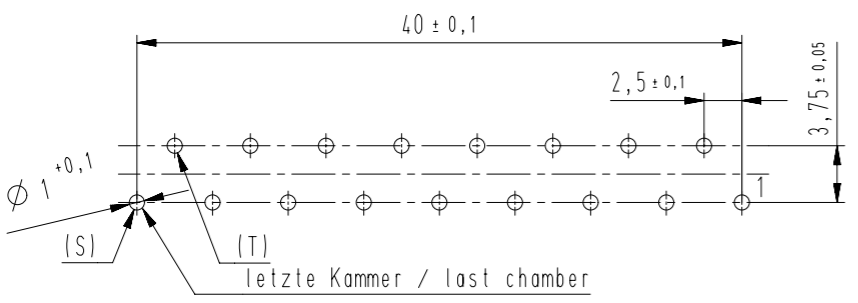 40 ± 0,1
2,5 ± 0,1
3,75 ± 0,05
Ø 1 +0,1
1
(S)
(T)
letzte Kammer / last chamber